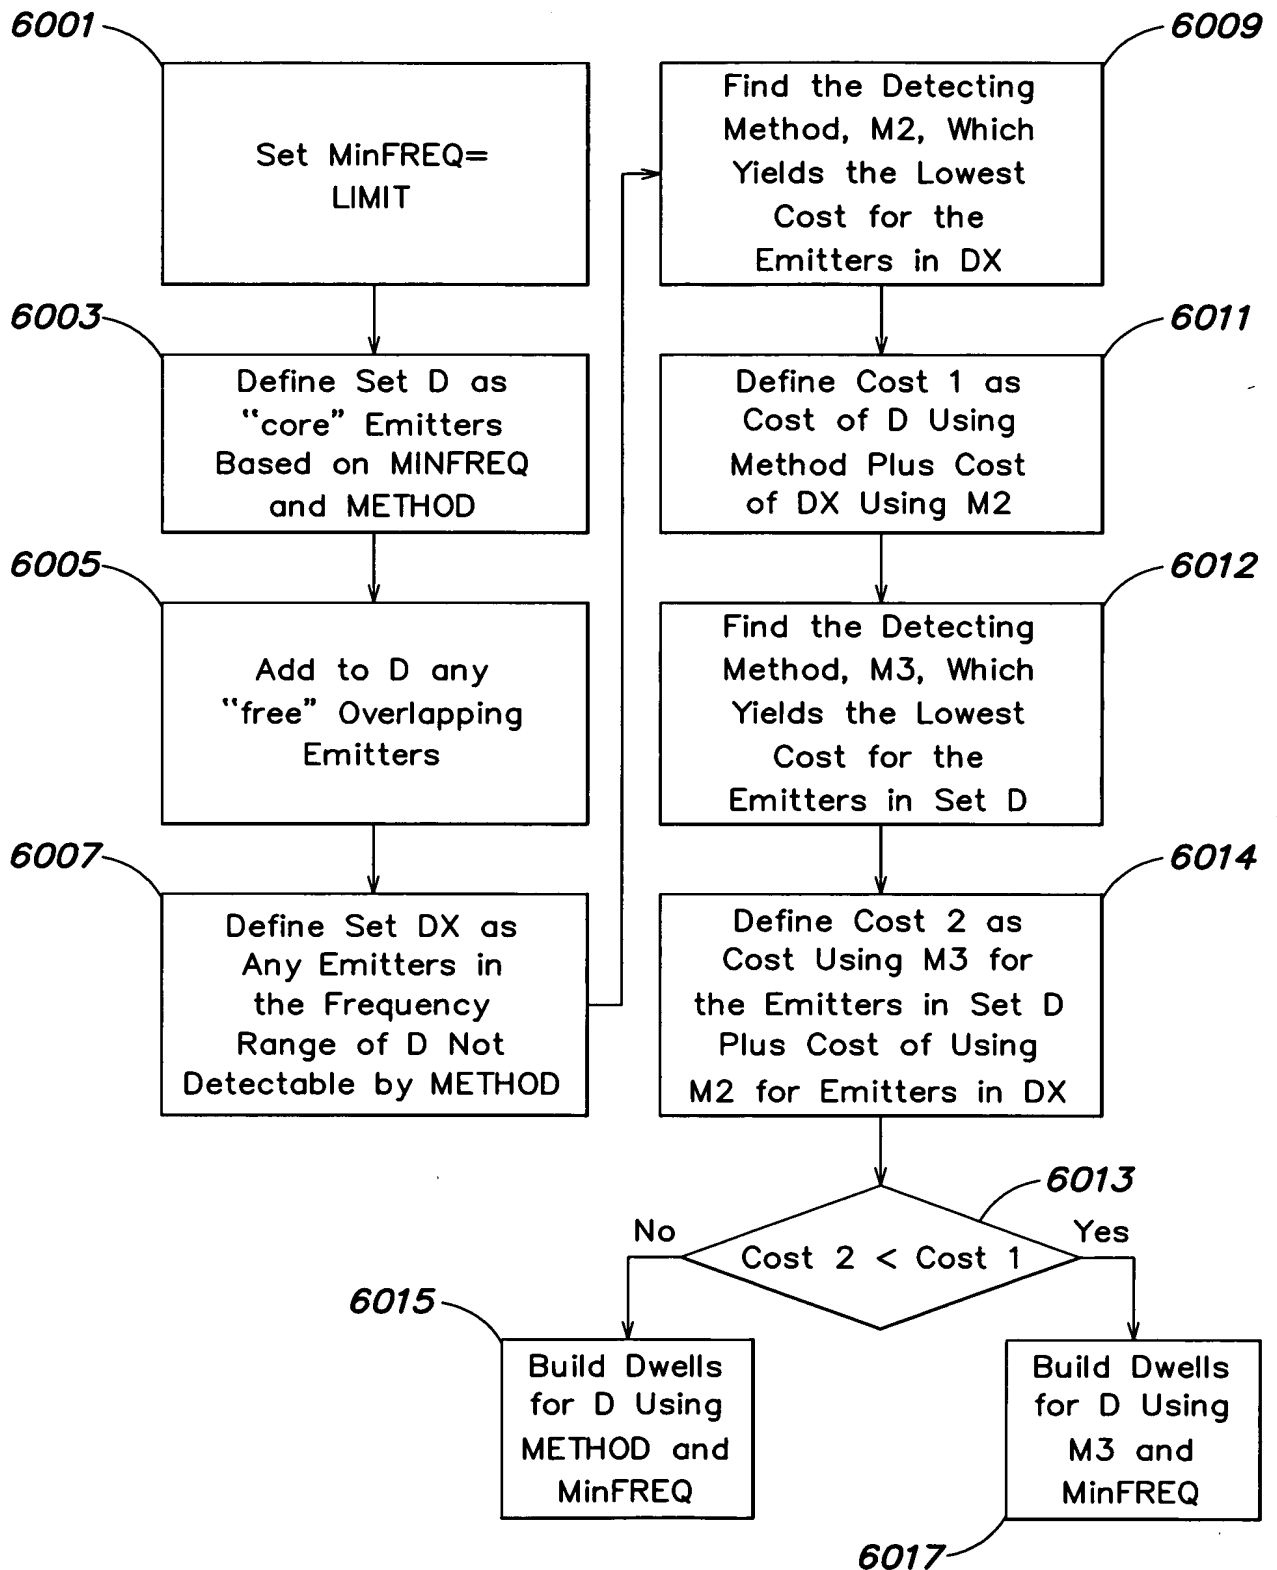 6001
Set MinFREQ=
LIMIT
6003
Define Set D as
“core” Emitters
Based on MINFREQ
and METHOD
6005
Add to D any
“free” Overlapping
Emitters
6007
Define Set DX as
Any Emitters in
the Frequency
Range of D Not
Detectable by METHOD
6009
Find the Detecting
Method, M2, Which
Yields the Lowest
Cost for the
Emitters in DX
6011
Define Cost 1 as
Cost of D Using
Method Plus Cost
of DX Using M2
6012
Find the Detecting
Method, M3, Which
Yields the Lowest
Cost for the
Emitters in Set D
6014
Define Cost 2 as
Cost Using M3 for
the Emitters in Set D
Plus Cost of Using
M2 for Emitters in DX
6013
No
Yes
Cost 2 < Cost 1
6015
Build Dwells
for D Using
METHOD and
MinFREQ
Build Dwells
for D Using
M3 and
MinFREQ
6017